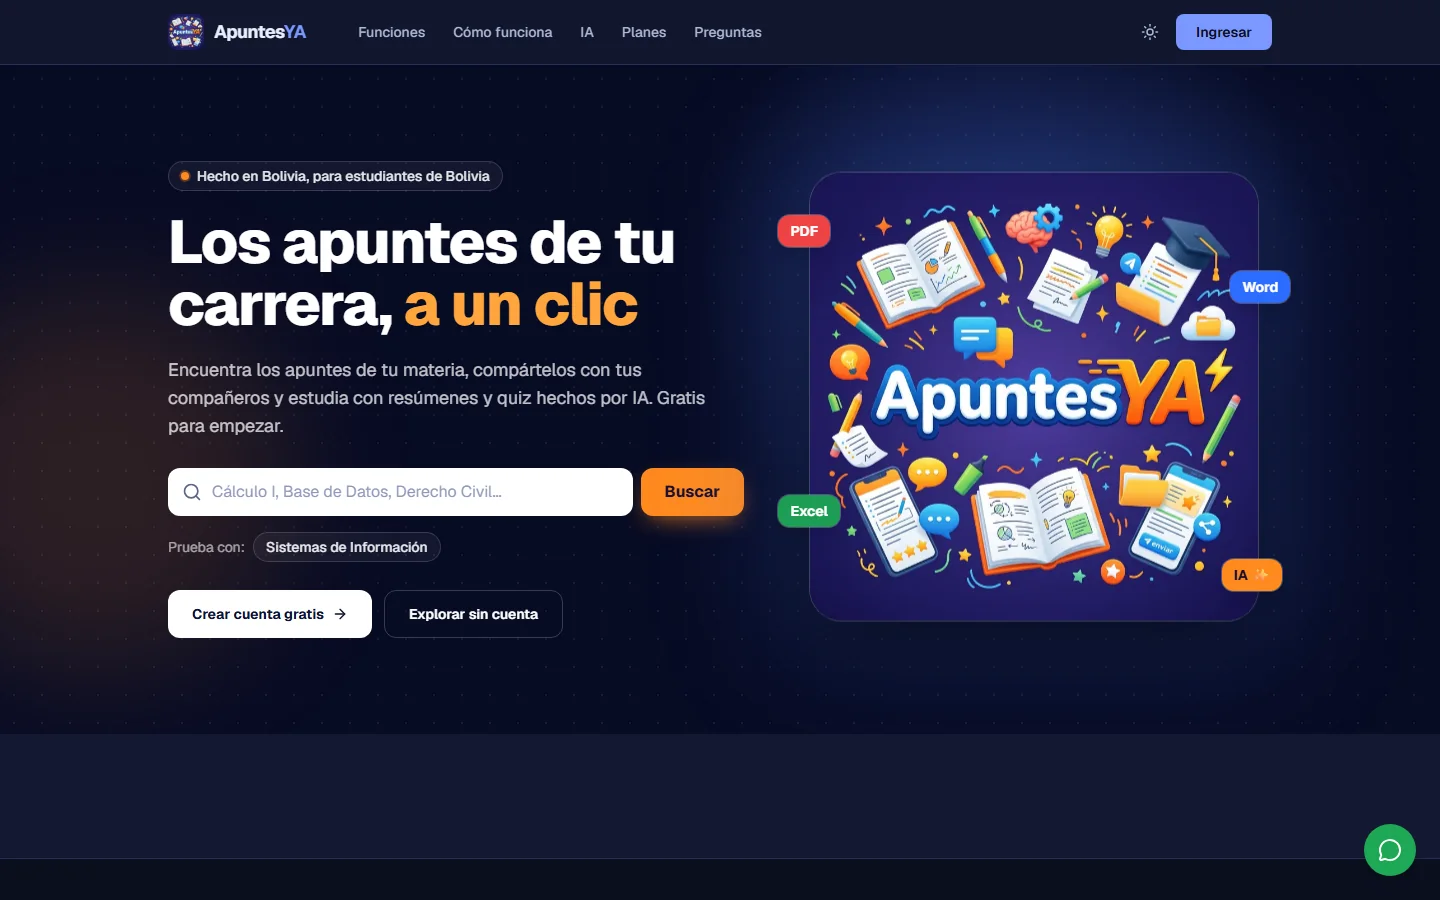 ApuntesYA
Funciones
Cómo funciona
IA
Planes
Preguntas
Ingresar
Hecho en Bolivia, para estudiantes de Bolivia
Los apuntes de tu
carrera, a un clic
Encuentra los apuntes de tu materia, compártelos con tus
compañeros y estudia con resúmenes y quiz hechos por IA. Gratis
para empezar.
Cálculo I, Base de Datos, Derecho Civil...
Buscar
Prueba con:
Sistemas de Información
Crear cuenta gratis
Explorar sin cuenta
PDF
Word
ApuntesYA
Excel
enviar
IA